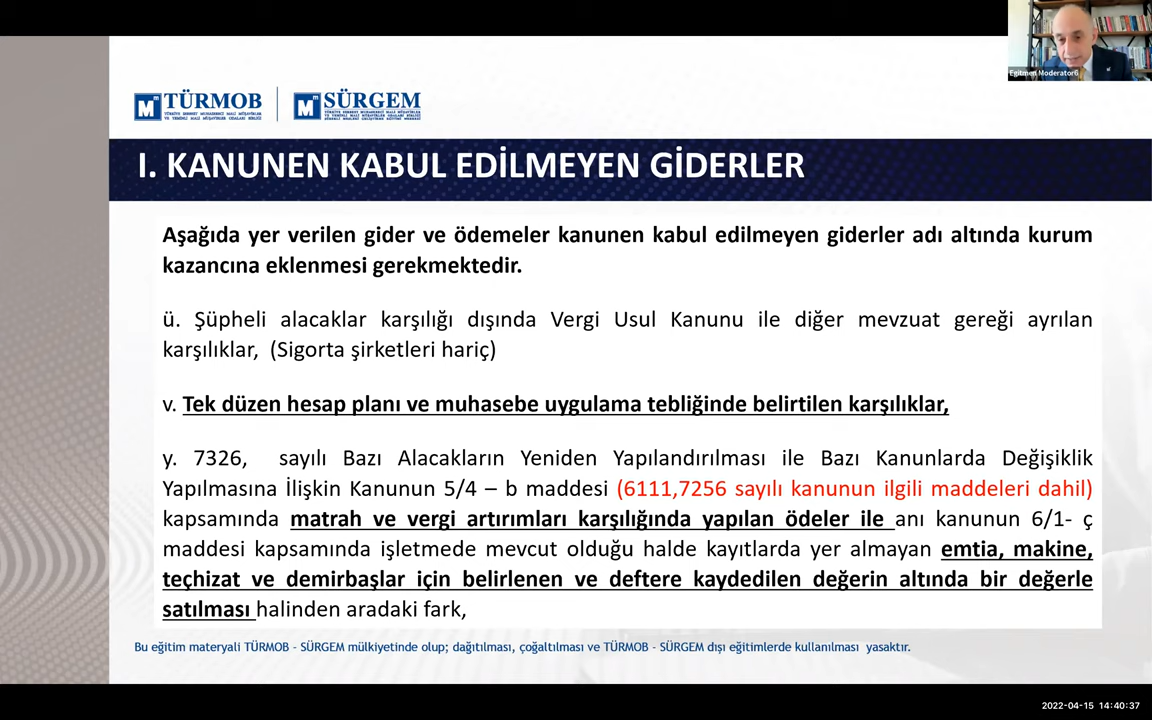 Egitmen Moderator6
TÜRMOB
SÜRGEM
I. KANUNEN KABUL EDİLMEYEN GİDERLER
Aşağıda yer verilen gider ve ödemeler kanunen kabul edilmeyen giderler adı altında kurum
kazancına eklenmesi gerekmektedir.
ü. Şüpheli alacaklar karşılığı dışında Vergi Usul Kanunu ile diğer mevzuat gereği ayrılan
karşılıklar, (Sigorta şirketleri hariç)
v. Tek düzen hesap planı ve muhasebe uygulama tebliğinde belirtilen karşılıklar,
y. 7326, sayılı Bazı Alacakların Yeniden Yapılandırılması ile Bazı Kanunlarda Değişiklik
Yapılmasına İlişkin Kanunun 5/4 – b maddesi (6111,7256 sayılı kanunun ilgili maddeleri dahil)
kapsamında matrah ve vergi artırımları karşılığında yapılan ödeler ile anı kanunun 6/1- ç
maddesi kapsamında işletmede mevcut olduğu halde kayıtlarda yer almayan emtia, makine,
teçhizat ve demirbaşlar için belirlenen ve deftere kaydedilen değerin altında bir değerle
satılması halinden aradaki fark,
Bu eğitim materyali TÜRMOB - SÜRGEM mülkiyetinde olup; dağıtılması, çoğaltılması ve TÜRMOB - SÜRGEM dışı eğitimlerde kullanılması yasaktır.
2022-04-15 14:40:37